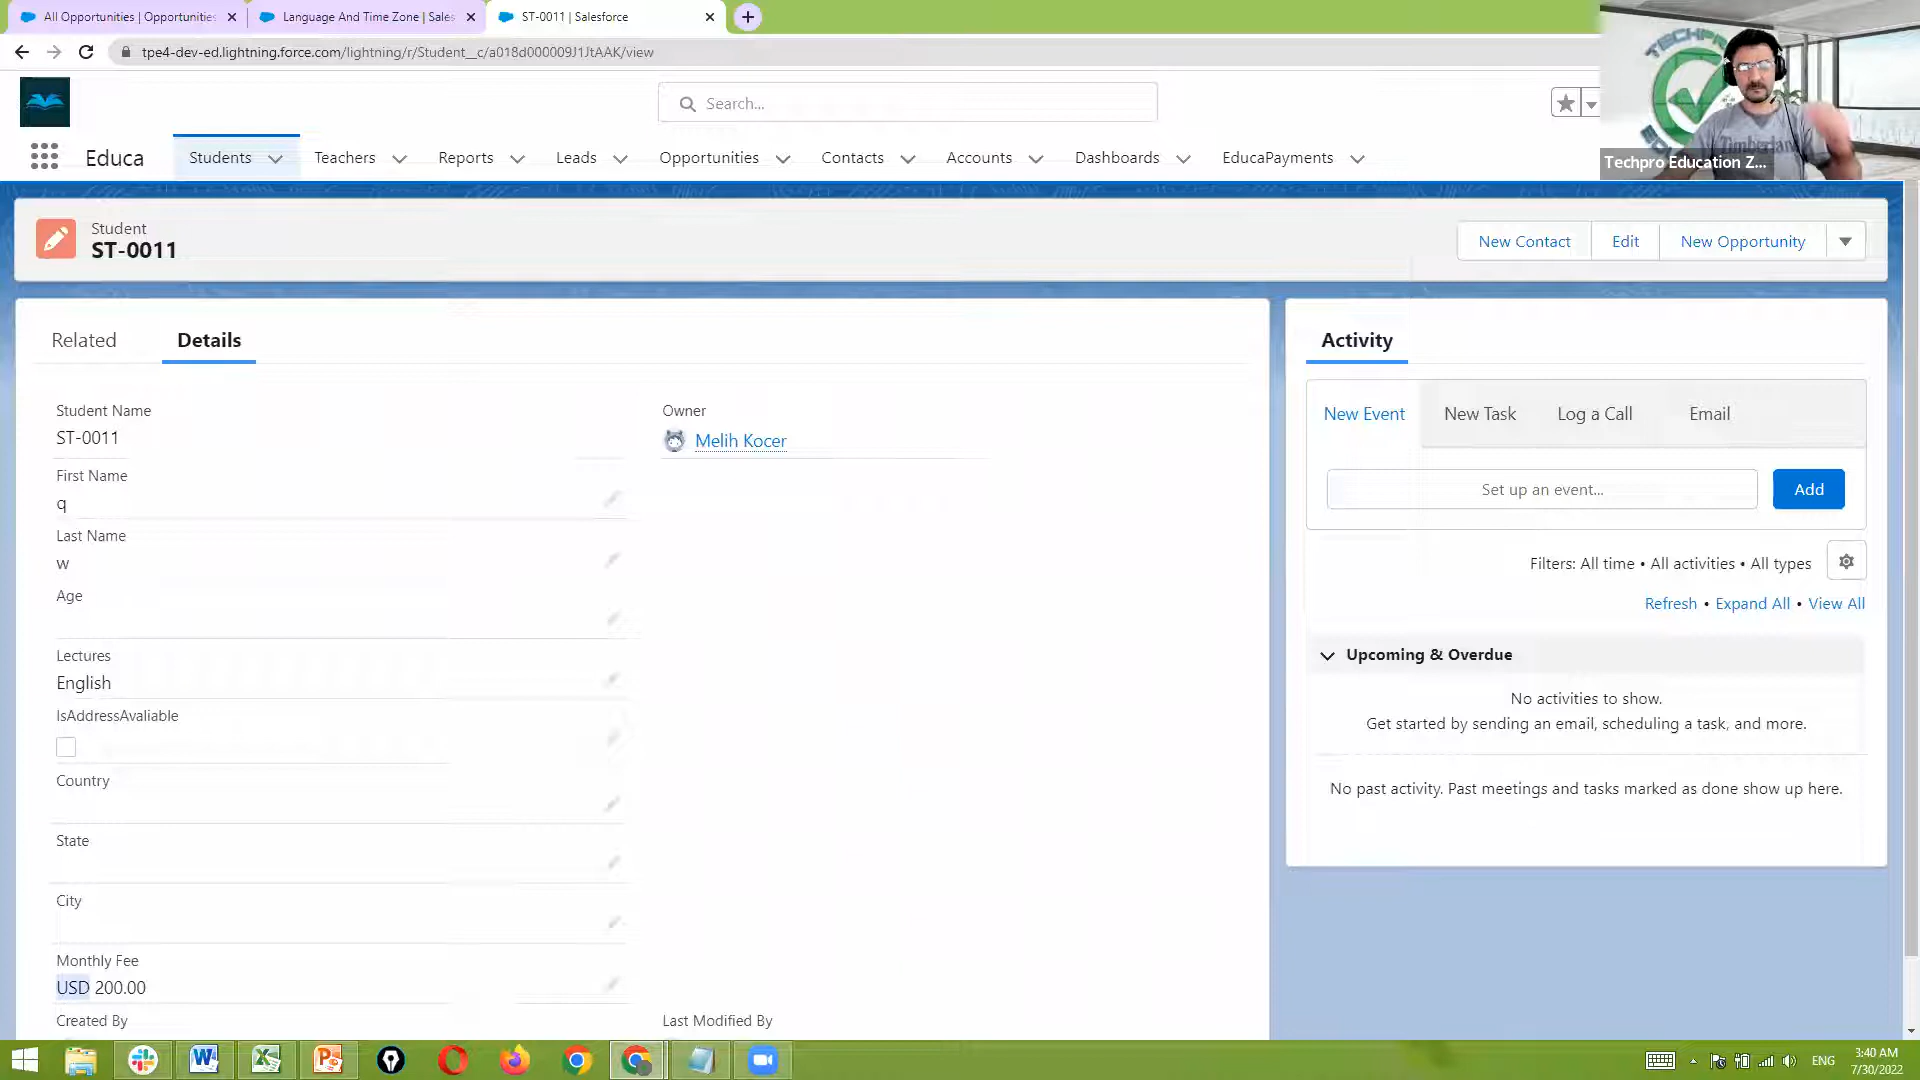 All Opportunities | Opportunities
Language And Time Zone | Sales
ST-0011 | Salesforce
tpe4-dev-ed.lightning.force.com/lightning/r/Student__c/a018d000009J1JtAAK/view
Search...
Educa
Students
Teachers
Reports
Leads
Opportunities
Contacts
Accounts
Dashboards
EducaPayments
TECHPR
Timberland
Techpro Education Z...
Student
ST-0011
New Contact
Edit
New Opportunity
Related
Details
Activity
Student Name
ST-0011
Owner
Melih Kocer
First Name
q
Last Name
w
Age
Lectures
English
IsAddressAvaliable
Country
State
City
Monthly Fee
USD 200.00
Created By
Last Modified By
New Event
New Task
Log a Call
Email
Set up an event...
Add
Filters: All time • All activities • All types
Refresh • Expand All • View All
Upcoming & Overdue
No activities to show.
Get started by sending an email, scheduling a task, and more.
No past activity. Past meetings and tasks marked as done show up here.
ENG
3:40 AM
7/30/2022